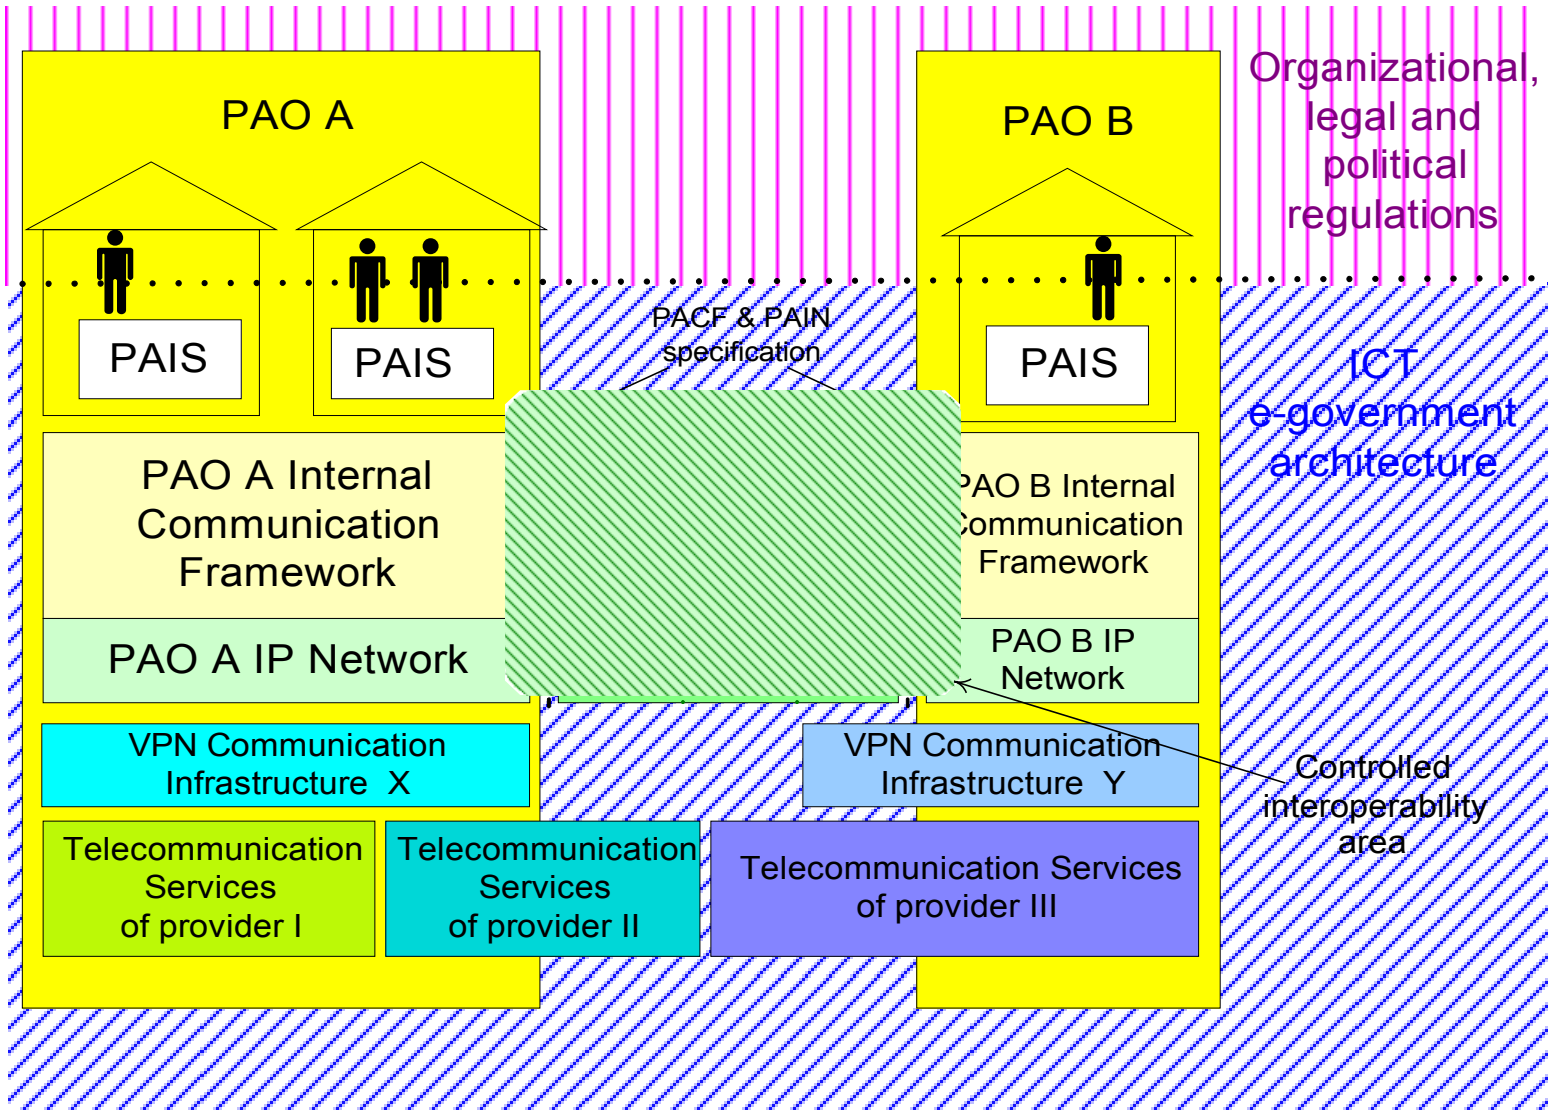 PAO A
PAO B
Organizational,
legal and
political
regulations
PAIS
PAIS
PAIS
PACF & PAIN
specification
ICT
e-government
architecture
PAO A Internal
Communication
Framework
PAO B Internal
Communication
Framework
PAO A IP Network
PAO B IP
Network
VPN Communication
Infrastructure X
VPN Communication
Infrastructure Y
Controlled
interoperability
area
Telecommunication
Services
of provider I
Telecommunication
Services
of provider II
Telecommunication Services
of provider III